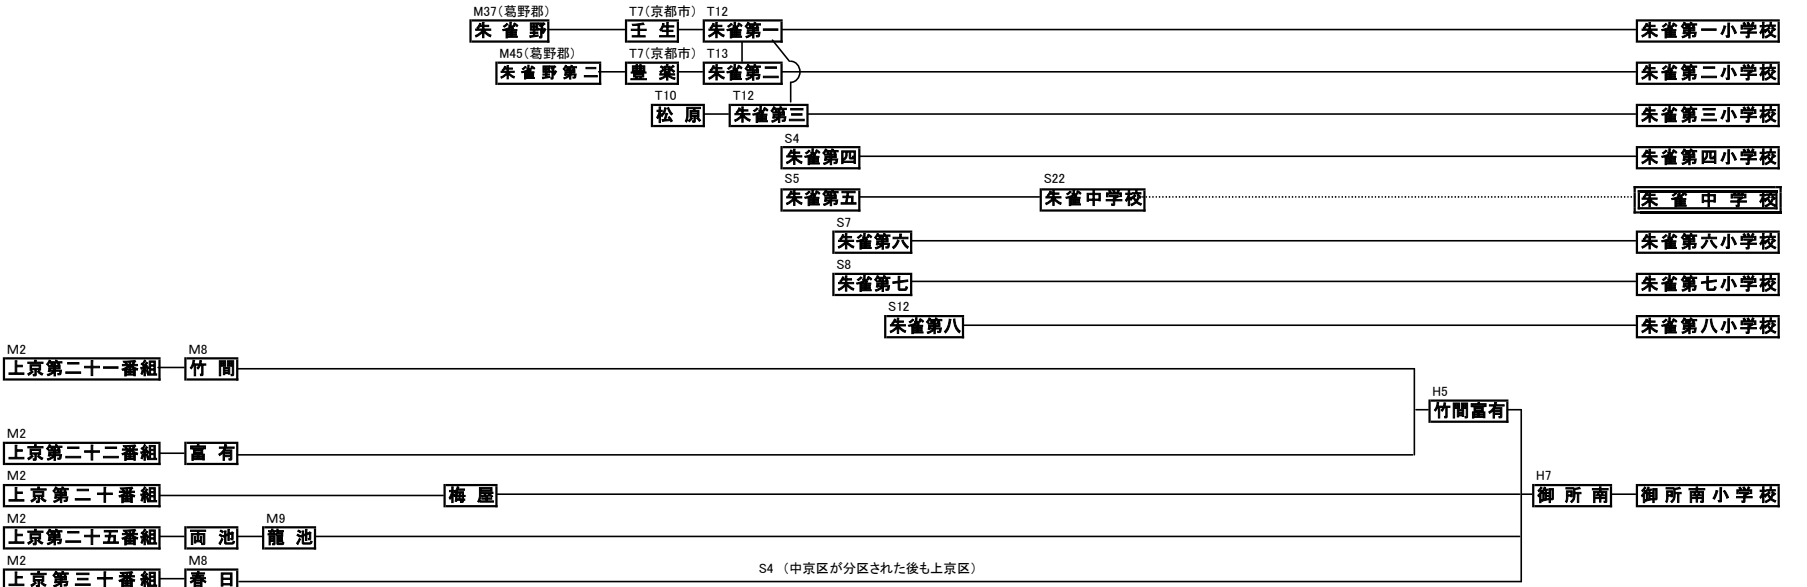 M37(葛野郡) T7(京都市) T12
朱雀野 壬生 朱雀第一 朱雀第一小学校
M45(葛野郡) T7(京都市) T13
朱雀野第二 豊楽 朱雀第二 朱雀第二小学校
T10 T12
松原 朱雀第三 朱雀第三小学校
S4
朱雀第四 朱雀第四小学校
S5 S22
朱雀第五 朱雀中学校 朱雀中学校
S7
朱雀第六 朱雀第六小学校
S8
朱雀第七 朱雀第七小学校
S12
朱雀第八 朱雀第八小学校
M2 M8
上京第二十一番組 竹間
H5
竹間富有
M2
上京第二十二番組 富有
M2 H7
上京第二十番組 梅屋 御所南 御所南小学校
M2 M9
上京第二十五番組 両池 龍池
M2 M8
S4 (中京区が分区された後も上京区)
上京第三十番組 春日